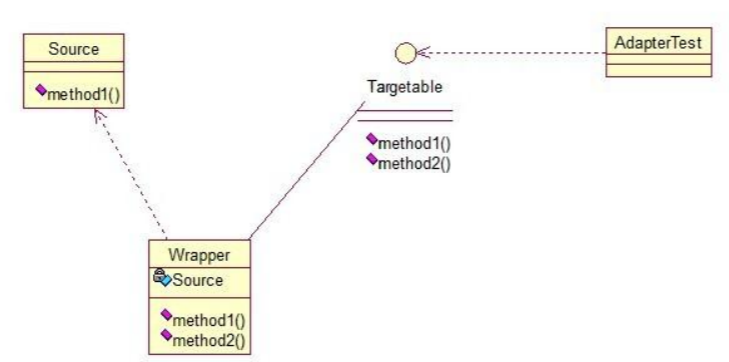 Source
method1()
AdapterTest
Targetable
method1()
method2()
Wrapper
Source
method1()
method2()